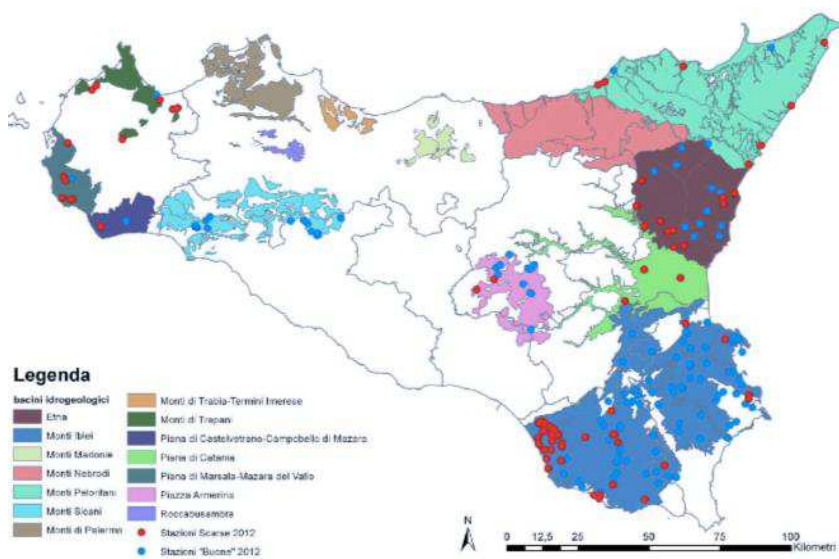 Legenda
bacini idrogeologici
Etna
Monti Iblei
Monti Madonie
Monti Nebrodi
Monti Peloritani
Monti Sicani
Monti di Palermo
Monti di Trabia-Termini Imerese
Monti di Trapani
Piana di Castelvetrano-Campobello di Mazara
Piana di Catania
Piana di Marsala-Mazara del Vallo
Piazza Armerina
Roccabusambra
Stazioni Scarse 2012
Stazioni "Buone" 2012
N
0 12,5 25 50 75 100
Kilometri